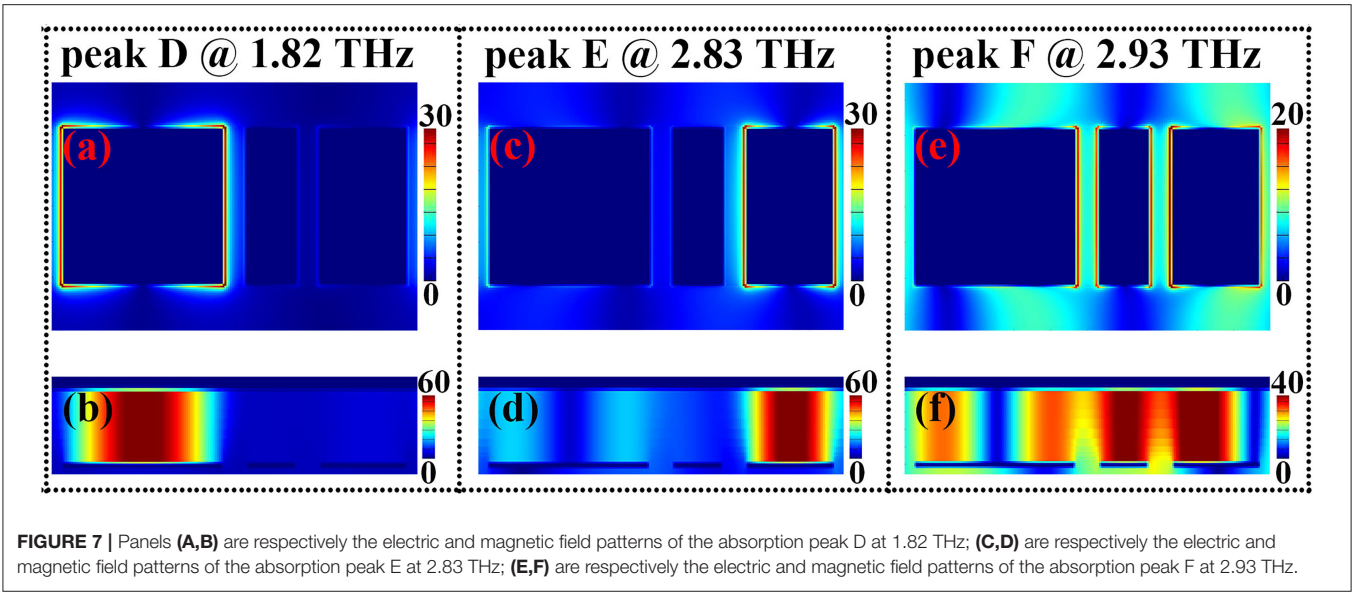 peak D @ 1.82 THz
peak E @ 2.83 THz
peak F @ 2.93 THz
(a)
30
0
(c)
30
0
(e)
20
0
(b)
60
0
(d)
60
0
(f)
40
0
FIGURE 7 | Panels (A,B) are respectively the electric and magnetic field patterns of the absorption peak D at 1.82 THz; (C,D) are respectively the electric and
magnetic field patterns of the absorption peak E at 2.83 THz; (E,F) are respectively the electric and magnetic field patterns of the absorption peak F at 2.93 THz.